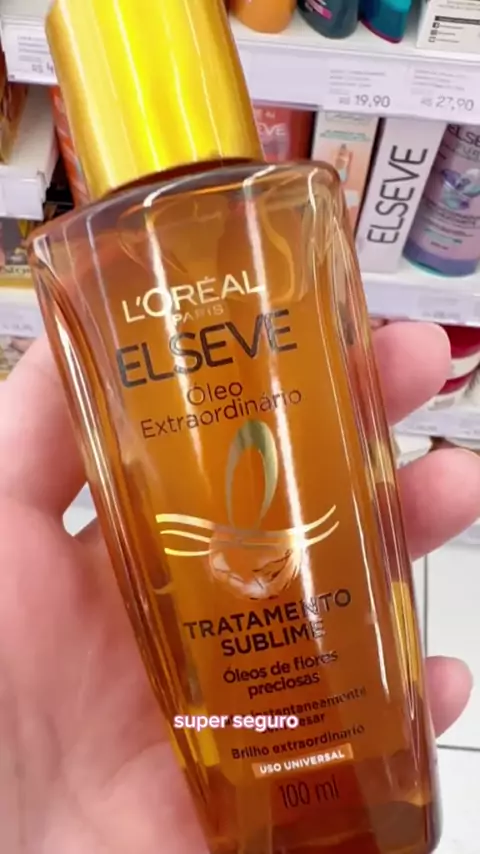 R$ 19,90
R$ 27,90
ELSEVE
L'ORÉAL
PARIS
ELSEVE
Óleo
Extraordinário
TRATAMENTO
SUBLIME
Óleos de flores
preciosas
instantaneamente
super seguro
Brilho extraordinário
USO UNIVERSAL
100 ml